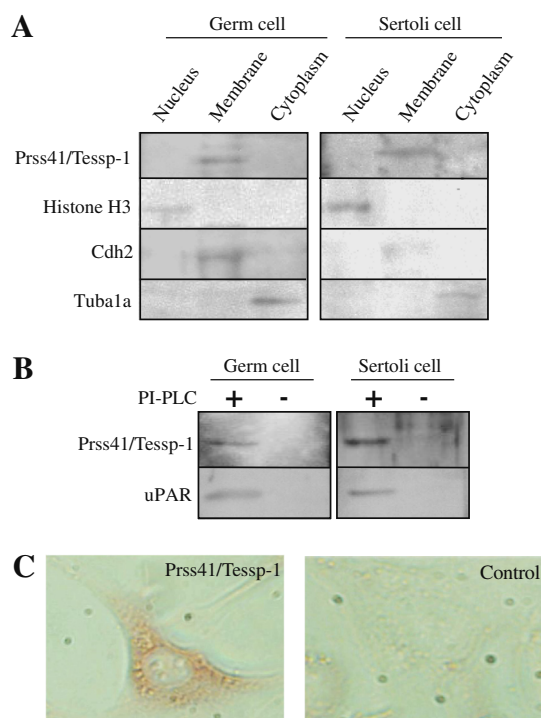 A
Germ cell Sertoli cell
Nucleus Membrane Cytoplasm Nucleus Membrane Cytoplasm
Prss41/Tessp-1
Histone H3
Cdh2
Tuba1a
B
Germ cell Sertoli cell
PI-PLC + - + -
Prss41/Tessp-1
uPAR
C
Prss41/Tessp-1 Control